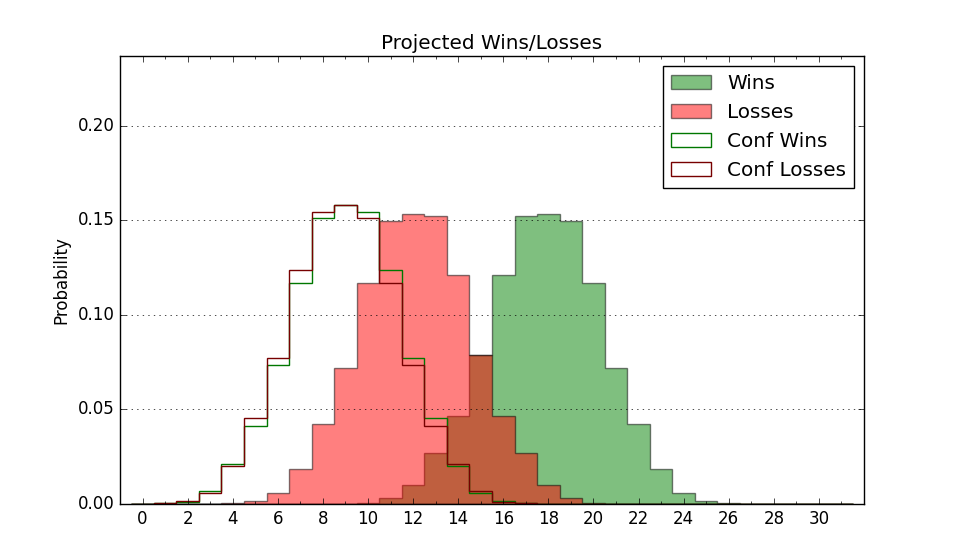 Projected Wins/Losses
Wins
Losses
Conf Wins
Conf Losses
Probability
0.20
0.15
0.10
0.05
0.00
0 2 4 6 8 10 12 14 16 18 20 22 24 26 28 30